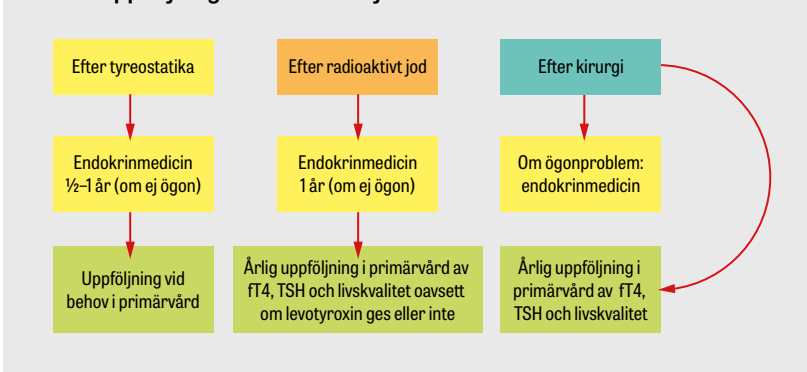 Efter tyreostatika
Endokrinmedicin
½–1 år (om ej ögon)
Uppföljning vid
behov i primärvård
Efter radioaktivt jod
Endokrinmedicin
1 år (om ej ögon)
Årlig uppföljning i primärvård av
fT4, TSH och livskvalitet oavsett
om levotyroxin ges eller inte
Efter kirurgi
Om ögonproblem:
endokrinmedicin
Årlig uppföljning i
primärvård av fT4,
TSH och livskvalitet